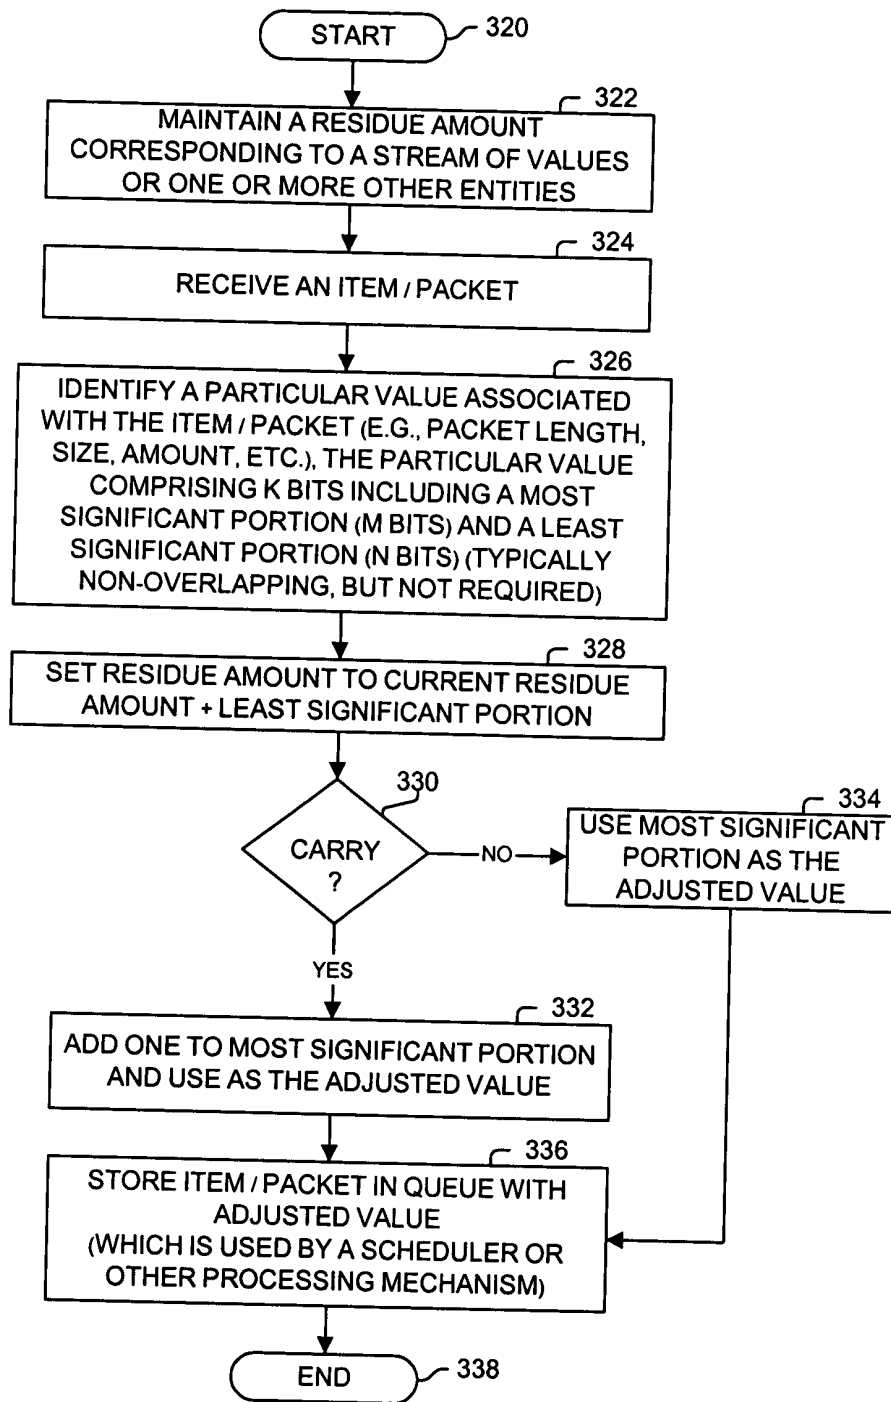 START
320
322
MAINTAIN A RESIDUE AMOUNT
CORRESPONDING TO A STREAM OF VALUES
OR ONE OR MORE OTHER ENTITIES
324
RECEIVE AN ITEM / PACKET
326
IDENTIFY A PARTICULAR VALUE ASSOCIATED
WITH THE ITEM / PACKET (E.G., PACKET LENGTH,
SIZE, AMOUNT, ETC.), THE PARTICULAR VALUE
COMPRISING K BITS INCLUDING A MOST
SIGNIFICANT PORTION (M BITS) AND A LEAST
SIGNIFICANT PORTION (N BITS) (TYPICALLY
NON-OVERLAPPING, BUT NOT REQUIRED)
328
SET RESIDUE AMOUNT TO CURRENT RESIDUE
AMOUNT + LEAST SIGNIFICANT PORTION
330
CARRY
?
NO
334
USE MOST SIGNIFICANT
PORTION AS THE
ADJUSTED VALUE
YES
332
ADD ONE TO MOST SIGNIFICANT PORTION
AND USE AS THE ADJUSTED VALUE
336
STORE ITEM / PACKET IN QUEUE WITH
ADJUSTED VALUE
(WHICH IS USED BY A SCHEDULER OR
OTHER PROCESSING MECHANISM)
END
338